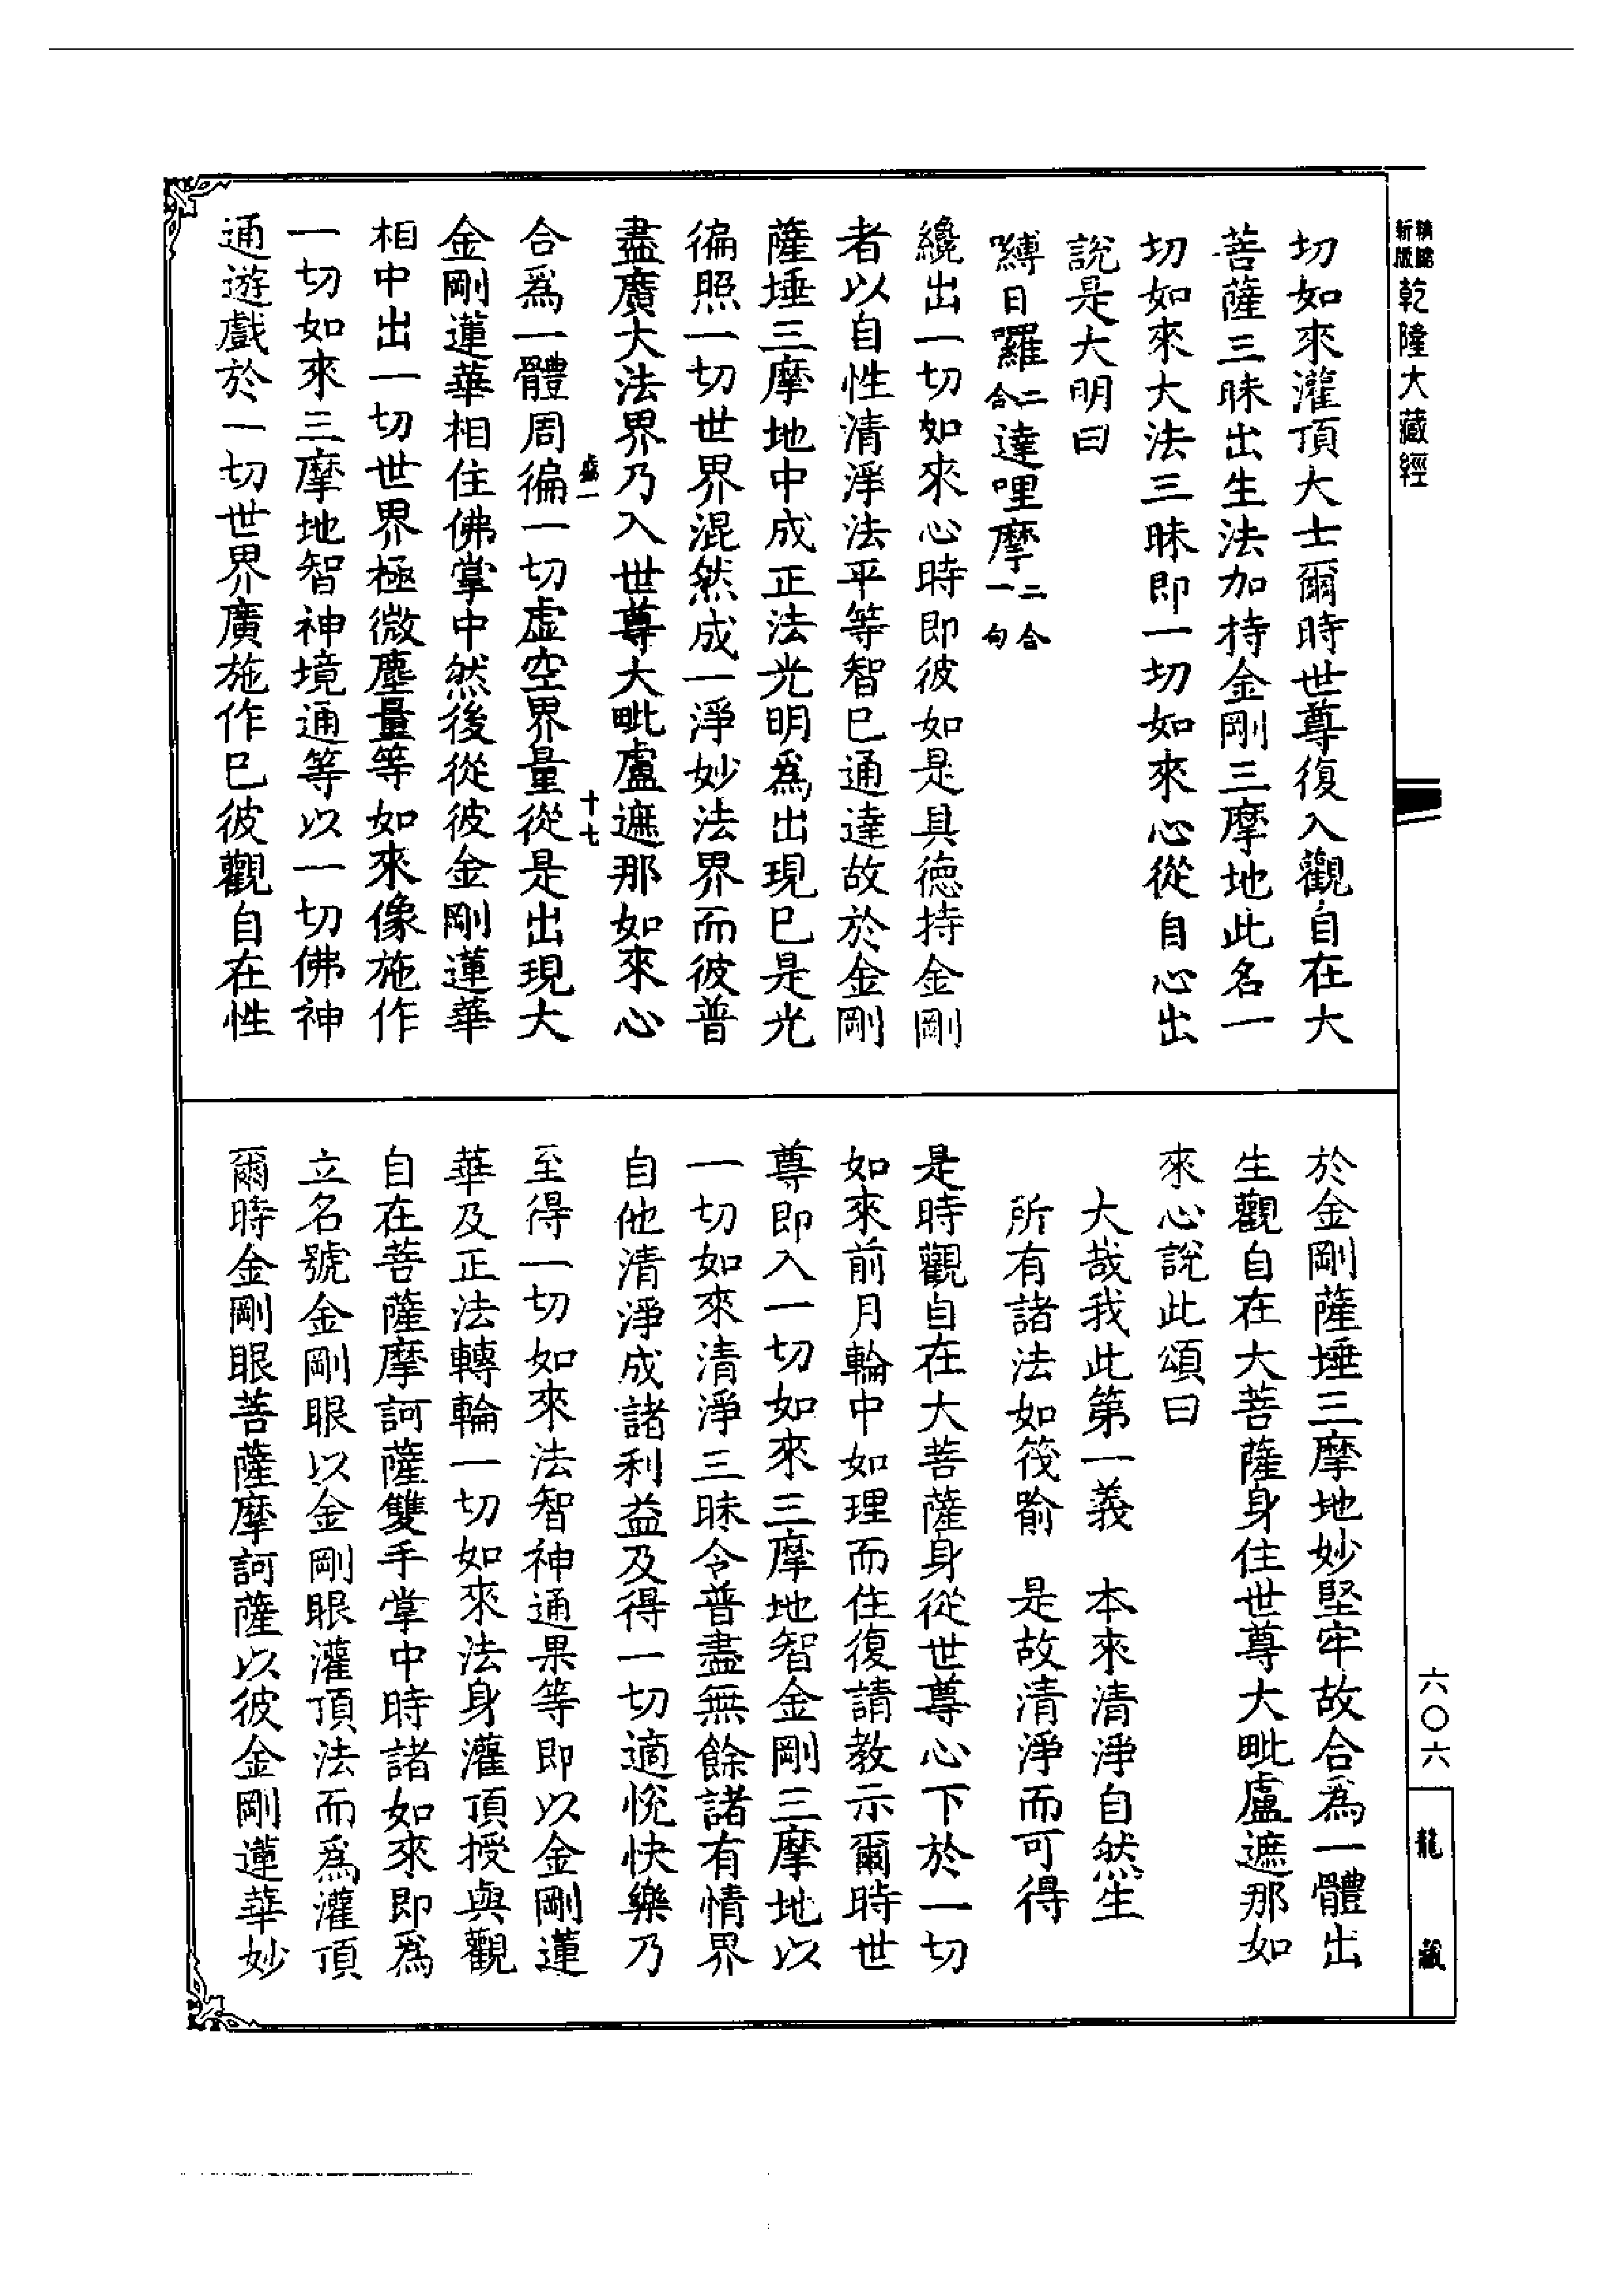 新版
精縮
乾隆大藏經
切如來灌頂大士爾時世尊復入觀自在大
菩薩三昧出生法加持金剛三摩地此名一
切如來大法三昧即一切如來心從自心出
說是大明曰
嚩日囉二合達哩摩二合一句
纔出一切如來心時即彼如是具德持金剛
者以自性清淨法平等智已通達故於金剛
薩埵三摩地中成正法光明爲出現已是光
徧照一切世界混然成一淨妙法界而彼普
盡廣大法界乃入世尊大毗盧遮那如來心
盛一 十七
合爲一體周徧一切虛空界量從是出現大
金剛蓮華相住佛掌中然後從彼金剛蓮華
相中出一切世界極微塵量等如來像施作
一切如來三摩地智神境通等以一切佛神
通遊戲於一切世界廣施作已彼觀自在性
於金剛薩埵三摩地妙堅牢故合爲一體出
生觀自在大菩薩身住世尊大毗盧遮那如
來心說此頌曰
大哉我此第一義 本來清淨自然生
所有諸法如筏喻 是故清淨而可得
是時觀自在大菩薩身從世尊心下於一切
如來前月輪中如理而住復請教示爾時世
尊即入一切如來三摩地智金剛三摩地以
一切如來清淨三昧令普盡無餘諸有情界
自他清淨成諸利益及得一切適悅快樂乃
至得一切如來法智神通果等即以金剛蓮
華及正法轉輪一切如來法身灌頂授與觀
自在菩薩摩訶薩雙手掌中時諸如來即爲
立名號金剛眼以金剛眼灌頂法而爲灌頂
爾時金剛眼菩薩摩訶薩以彼金剛蓮華妙
六〇六
龍藏